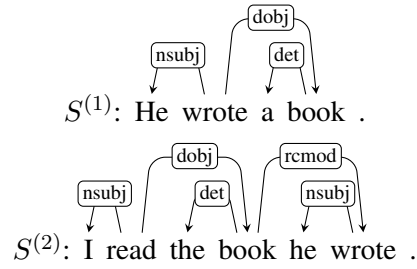 dobj
nsubj det
S^(1): He wrote a book .
dobj rcmod
nsubj det nsubj
S^(2): I read the book he wrote .